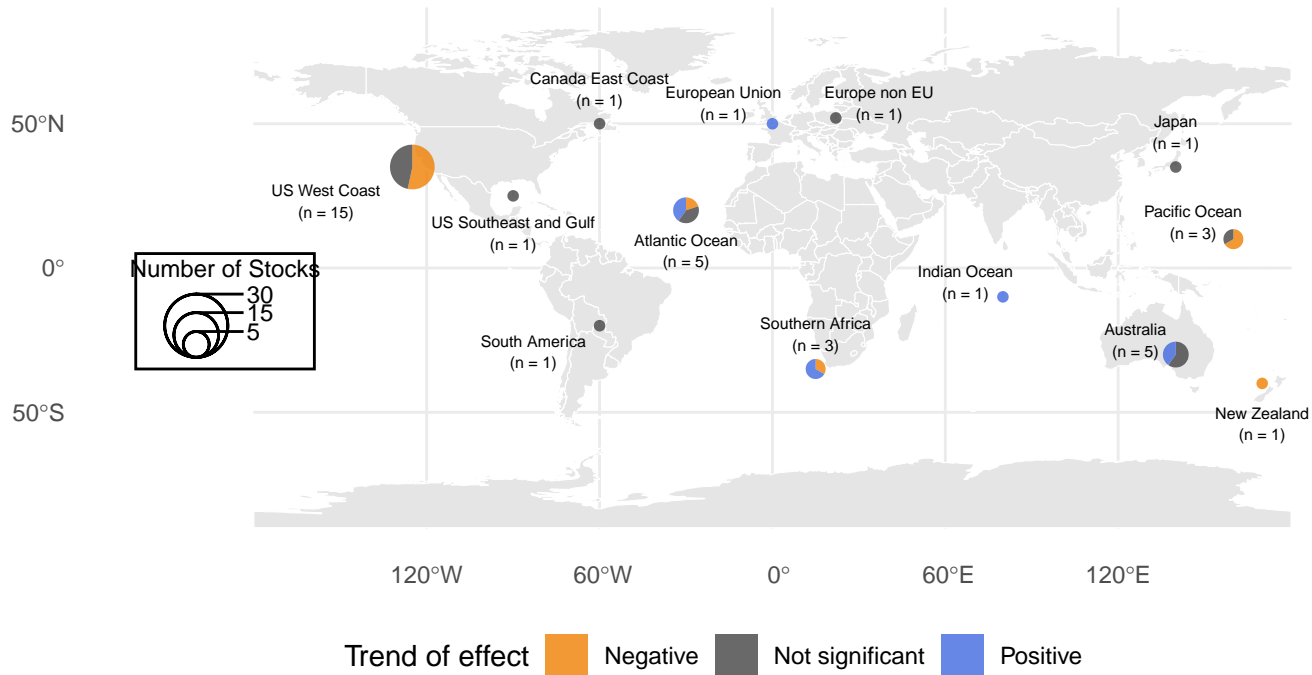 Canada East Coast
(n = 1)
European Union
(n = 1)
Europe non EU
(n = 1)
50°N
Japan
(n = 1)
US West Coast
(n = 15)
US Southeast and Gulf
(n = 1)
Atlantic Ocean
(n = 5)
Pacific Ocean
(n = 3)
0°
Number of Stocks
30
15
5
Indian Ocean
(n = 1)
South America
(n = 1)
Southern Africa
(n = 3)
Australia
(n = 5)
50°S
New Zealand
(n = 1)
120°W
60°W
0°
60°E
120°E
Trend of effect
Negative
Not significant
Positive